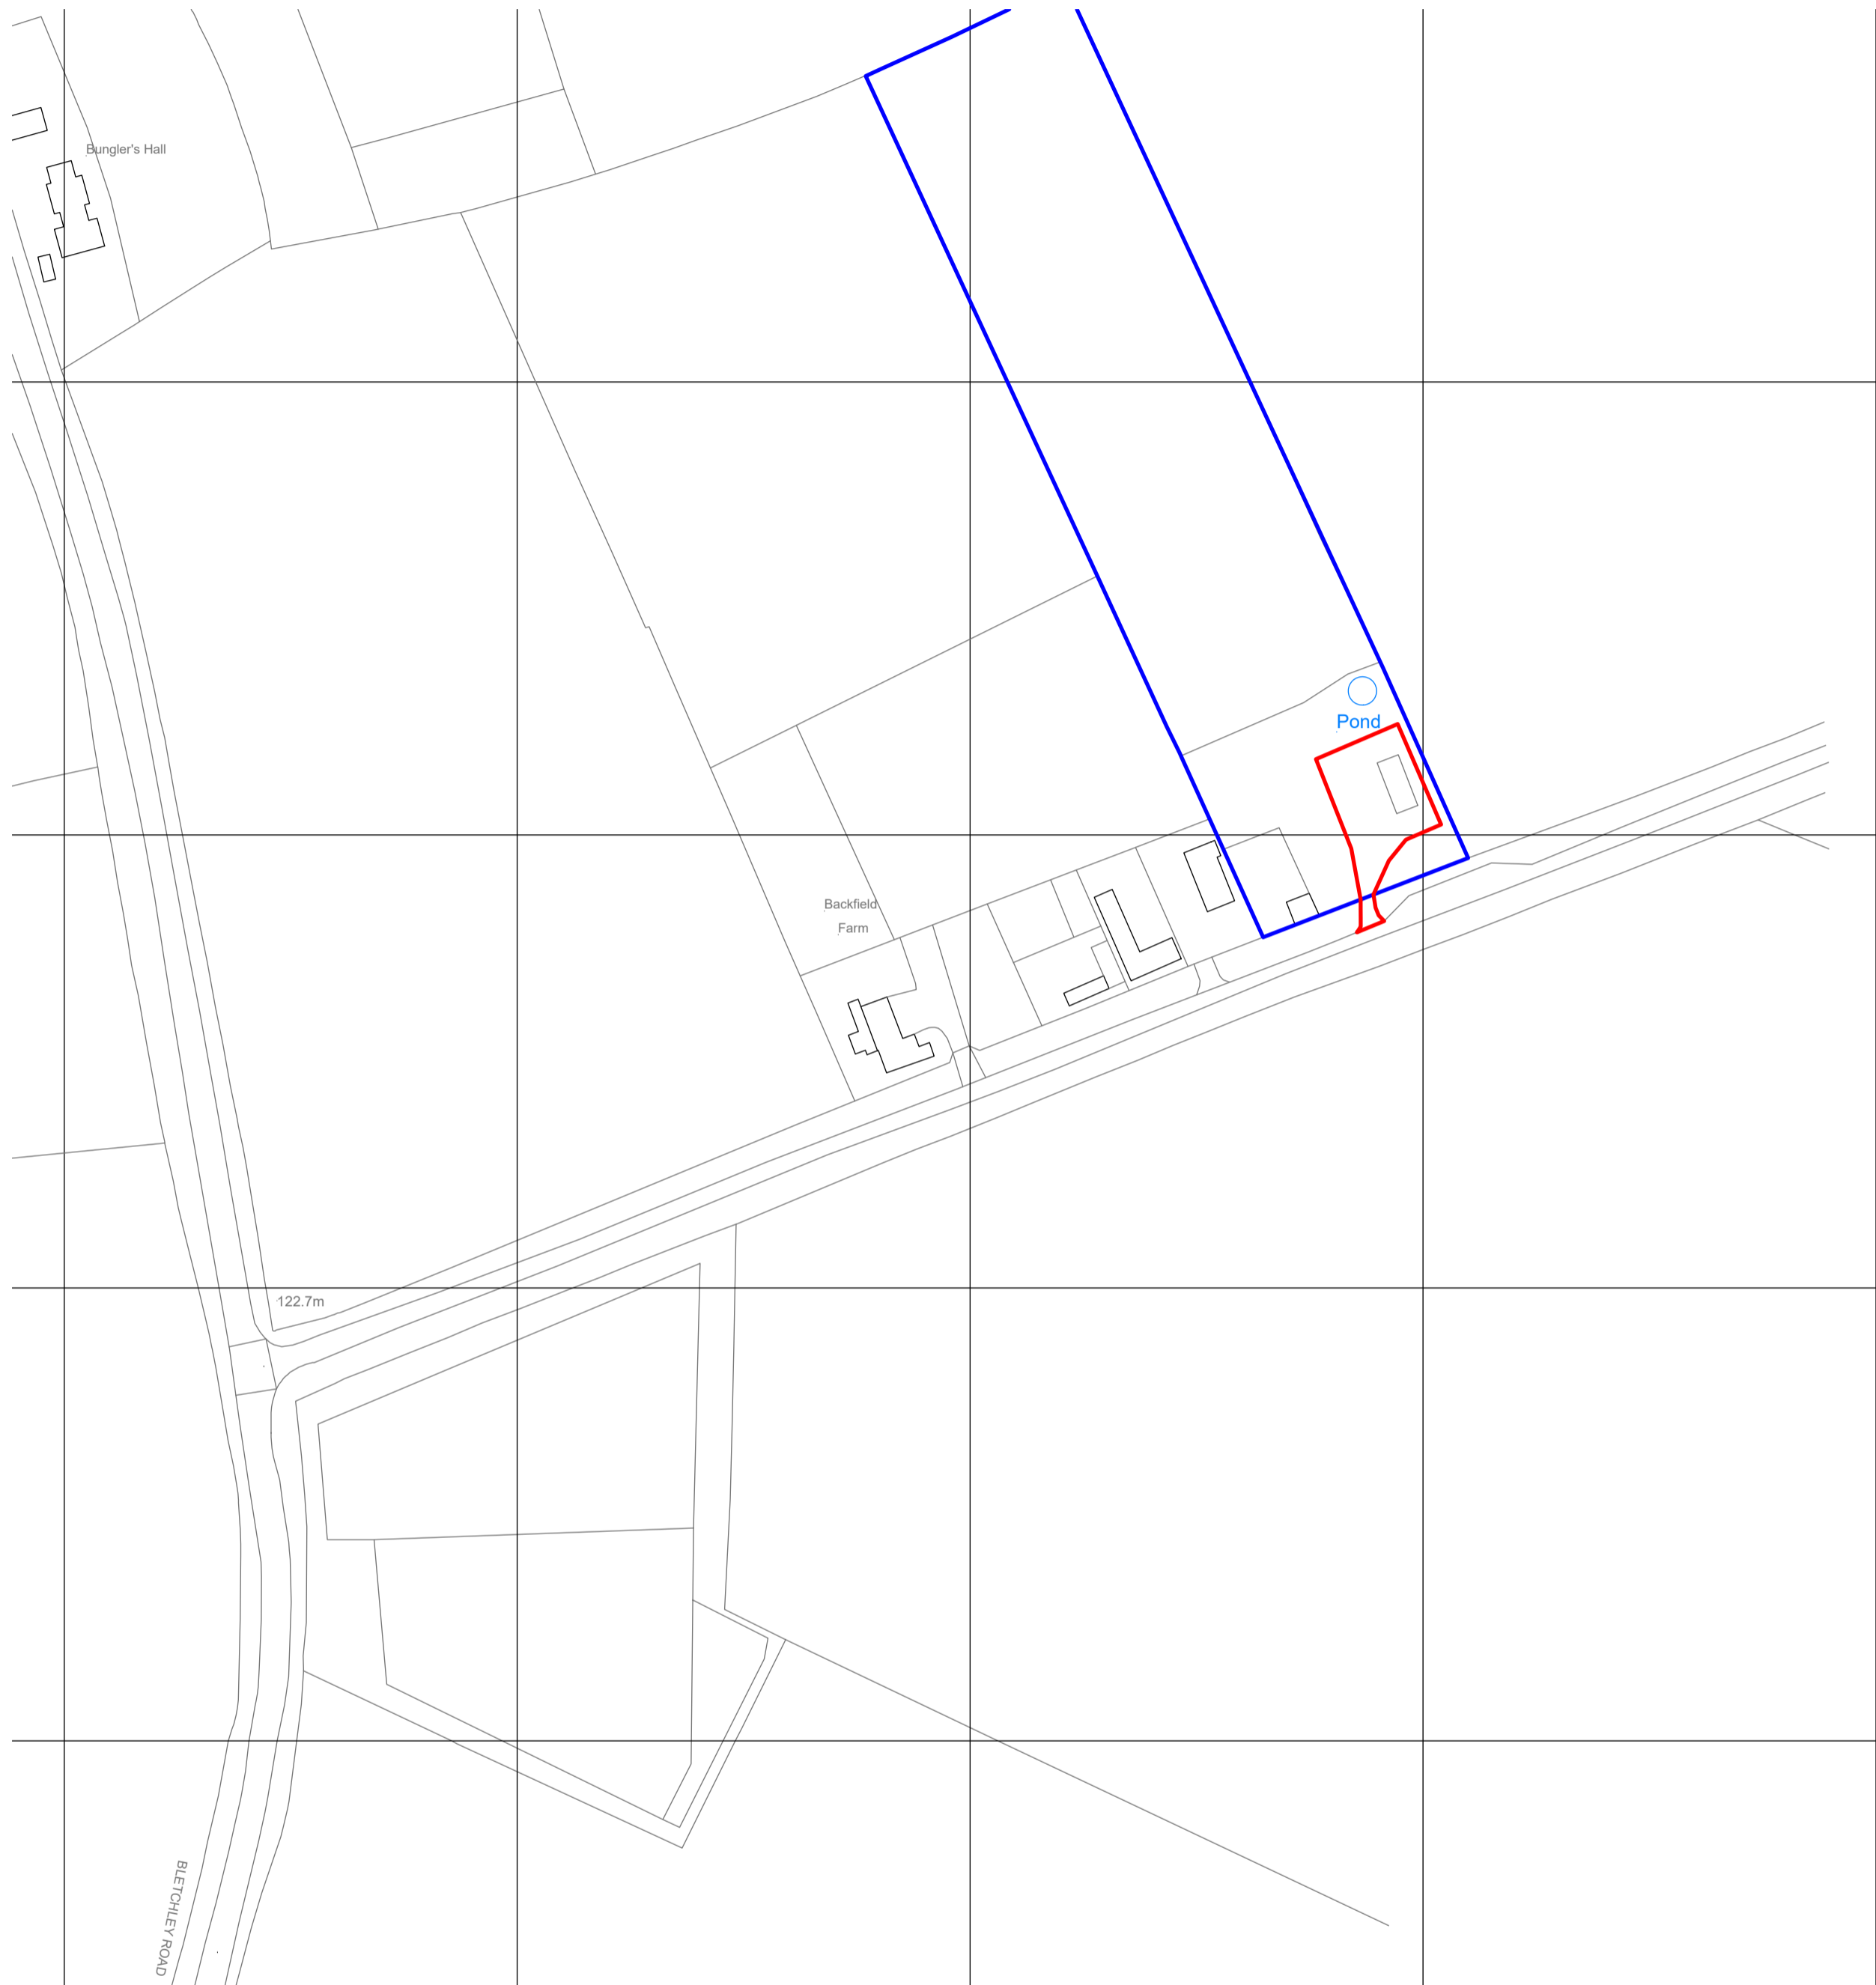 Bungler's Hall
Pond
Backfield
Farm
122.7m
BLETCHLEY ROAD